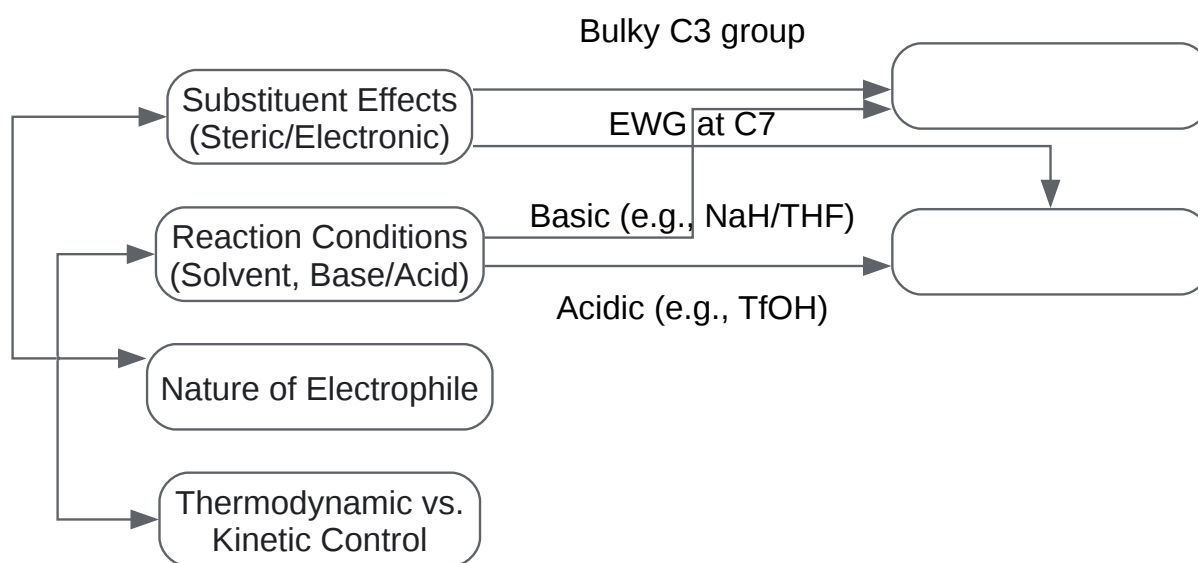 Bulky C3 group
Substituent Effects
(Steric/Electronic)
EWG at C7
Basic (e.g., NaH/THF)
Reaction Conditions
(Solvent, Base/Acid)
Acidic (e.g., TfOH)
Nature of Electrophile
Thermodynamic vs.
Kinetic Control